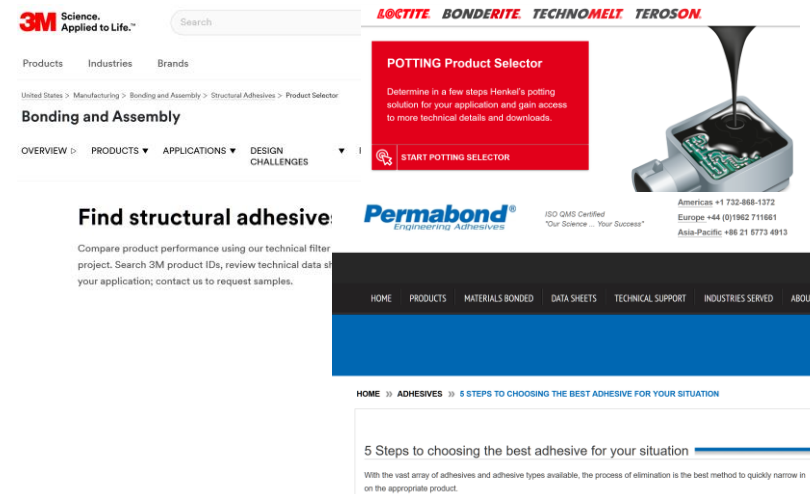 3M Science.
Applied to Life.™
Search
Products Industries Brands
United States > Manufacturing > Bonding and Assembly > Structural Adhesives > Product Selector
Bonding and Assembly
OVERVIEW ▷ PRODUCTS ▼ APPLICATIONS ▼ DESIGN CHALLENGES ▼
Find structural adhesive
Compare product performance using our technical filter
project. Search 3M product IDs, review technical data
your application; contact us to request samples.
LOCTITE. BONDERITE. TECHNOMELT. TEROSON.
POTTING Product Selector
Determine in a few steps Henkel's potting
solution for your application and gain access
to more technical details and downloads.
START POTTING SELECTOR
Permabond®
Engineering Adhesives
ISO QMS Certified
"Our Science ... Your Success"
Americas +1 732-868-1372
Europe +44 (0)1962 711661
Asia-Pacific +86 21 5773 4913
HOME PRODUCTS MATERIALS BONDED DATA SHEETS TECHNICAL SUPPORT INDUSTRIES SERVED ABOU
HOME » ADHESIVES » 5 STEPS TO CHOOSING THE BEST ADHESIVE FOR YOUR SITUATION
5 Steps to choosing the best adhesive for your situation
With the vast array of adhesives and adhesive types available, the process of elimination is the best method to quickly narrow in
on the appropriate product.